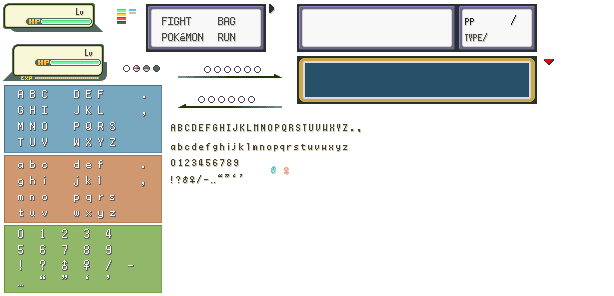 Lv
HP
Lv
HP
EXP
FIGHT BAG
POKéMON RUN
PP /
TYPE/
A B C D E F .
G H I J K L ,
M N O P Q R S
T U V W X Y Z
a b c d e f .
g h i j k l ,
m n o p q r s
t u v w x y z
0 1 2 3 4
5 6 7 8 9
! ? ♂ ♀ / -
… “ ” ‘ ’
ABCDEFGHIJKLMNOPQRSTUVWXYZ.,
abcdefghijklmnopqrstuvwxyz
0123456789
!?♂♀/-…“”‘’
♂ ♀